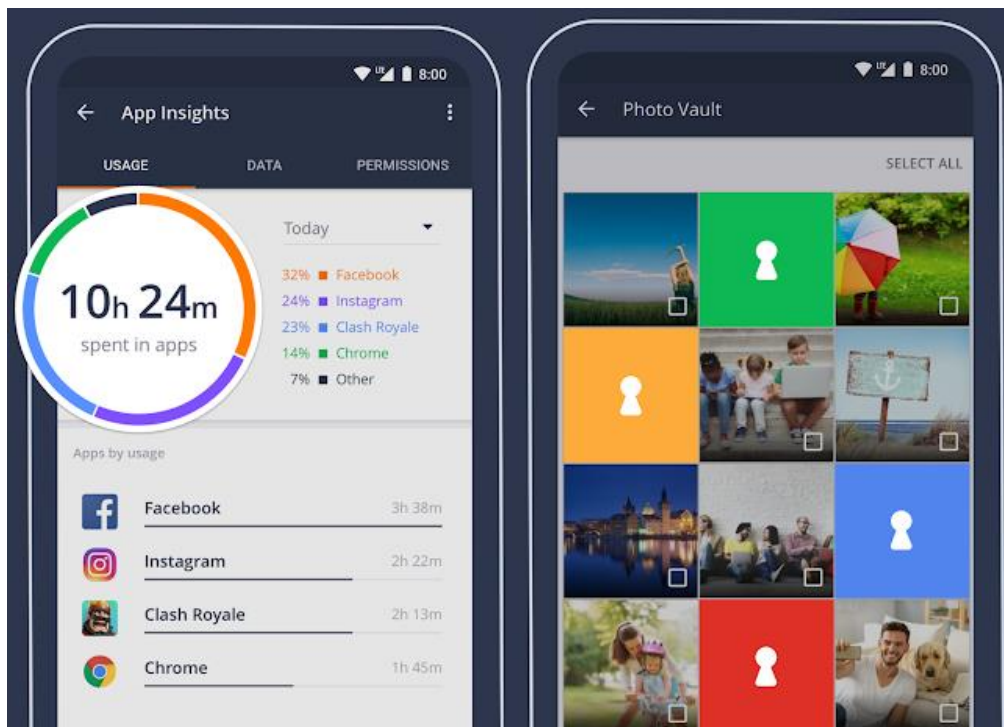 LTE 8:00
App Insights
USAGE DATA PERMISSIONS
10h 24m
spent in apps
Today
32% Facebook
24% Instagram
23% Clash Royale
14% Chrome
7% Other
Apps by usage
Facebook 3h 38m
Instagram 2h 22m
Clash Royale 2h 13m
Chrome 1h 45m
LTE 8:00
Photo Vault
SELECT ALL